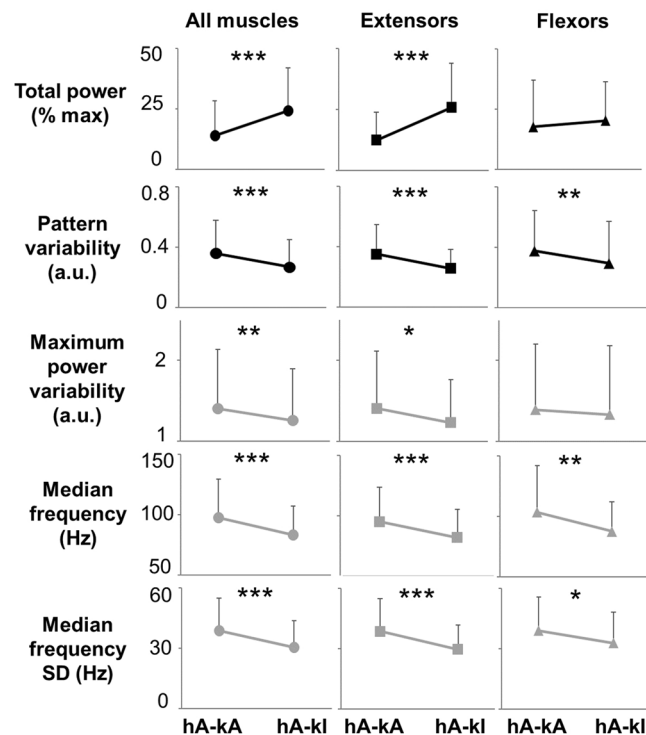 All muscles Extensors Flexors
Total power
(% max)
50
25
0
*** ***
Pattern
variability
(a.u.)
0.8
0.4
0
*** *** **
Maximum
power
variability
(a.u.)
2
1
** *
Median
frequency
(Hz)
150
100
50
*** *** **
Median
frequency
SD (Hz)
60
30
0
*** *** *
hA-kA hA-kI hA-kA hA-kI hA-kA hA-kI